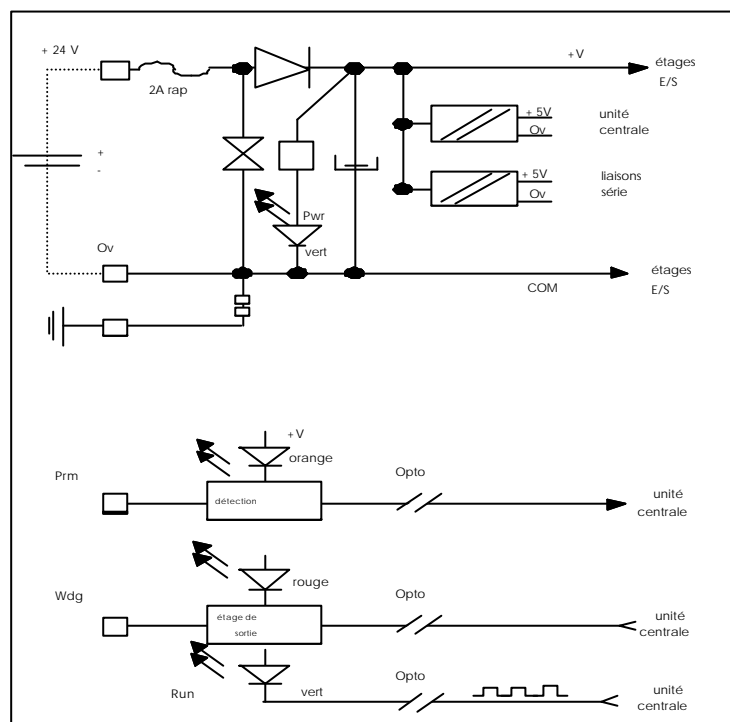 + 24 V
2A rap
+V
étages
E/S
+ 5V
Ov
unité
centrale
+
-
+ 5V
Ov
liaisons
série
Pwr
vert
Ov
COM
étages
E/S
+V
orange
Prm
détection
Opto
unité
centrale
rouge
Wdg
étage de
sortie
Opto
unité
centrale
Run
vert
Opto
unité
centrale